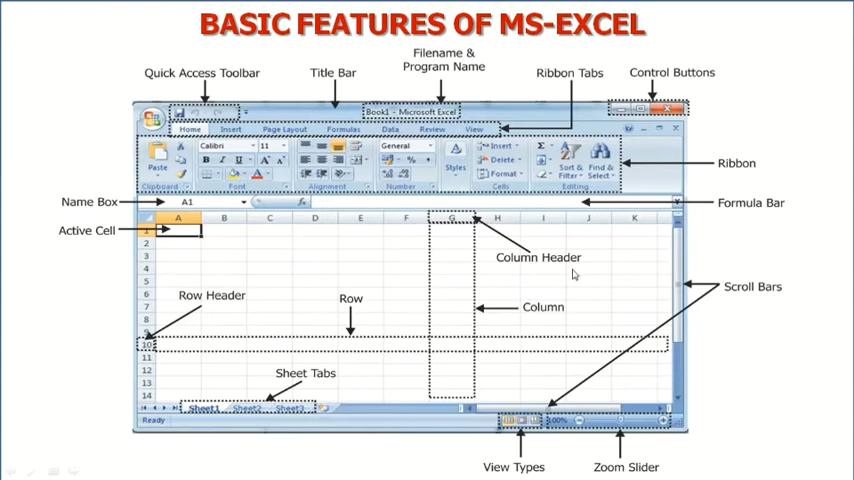 BASIC FEATURES OF MS-EXCEL
Filename &
Program Name
Quick Access Toolbar
Title Bar
Ribbon Tabs
Control Buttons
Book1 - Microsoft Excel
Home Insert Page Layout Formulas Data Review View
Calibri 11 General Insert Σ
B I U Delete
Paste Styles Format Sort & Find &
Filter Select
Clipboard Font Alignment Number Cells Editing
Ribbon
Name Box
A1
fx
Formula Bar
A B C D E F G H I J K
Active Cell
1
2
3
4
5
6
7
8
9
10
11
12
13
14
Column Header
Scroll Bars
Row Header
Row
Column
Sheet Tabs
Sheet1 Sheet2 Sheet3
Ready
100%
View Types
Zoom Slider